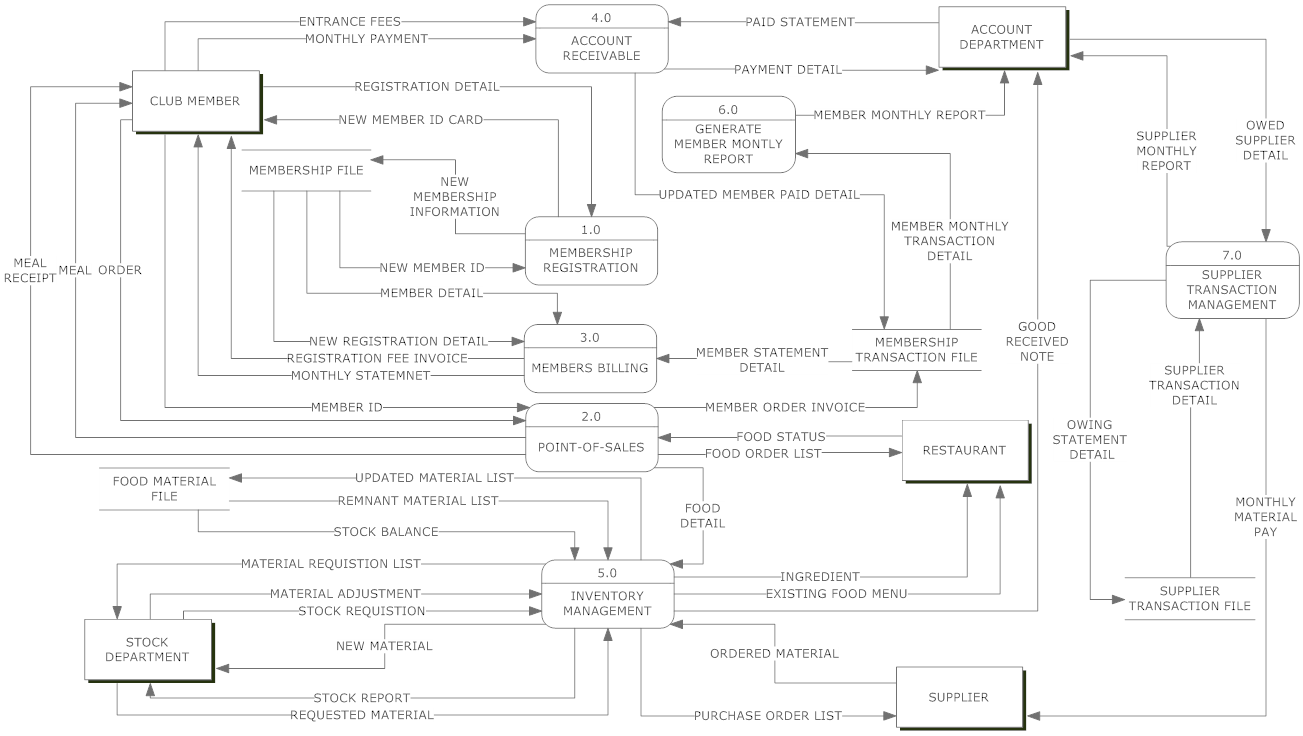 ENTRANCE FEES
MONTHLY PAYMENT
4.0
ACCOUNT
RECEIVABLE
PAID STATEMENT
PAYMENT DETAIL
ACCOUNT
DEPARTMENT
CLUB MEMBER
REGISTRATION DETAIL
NEW MEMBER ID CARD
6.0
GENERATE
MEMBER MONTLY
REPORT
MEMBER MONTHLY REPORT
SUPPLIER
MONTHLY
REPORT
OWED
SUPPLIER
DETAIL
MEMBERSHIP FILE
NEW
MEMBERSHIP
INFORMATION
UPDATED MEMBER PAID DETAIL
MEMBER MONTHLY
TRANSACTION
DETAIL
1.0
MEMBERSHIP
REGISTRATION
NEW MEMBER ID
MEMBER DETAIL
MEAL
RECEIPT
MEAL ORDER
7.0
SUPPLIER
TRANSACTION
MANAGEMENT
NEW REGISTRATION DETAIL
REGISTRATION FEE INVOICE
MONTHLY STATEMNET
3.0
MEMBERS BILLING
MEMBER STATEMENT
DETAIL
MEMBERSHIP
TRANSACTION FILE
GOOD
RECEIVED
NOTE
SUPPLIER
TRANSACTION
DETAIL
MEMBER ID
2.0
POINT-OF-SALES
MEMBER ORDER INVOICE
FOOD STATUS
FOOD ORDER LIST
RESTAURANT
OWING
STATEMENT
DETAIL
FOOD MATERIAL
FILE
UPDATED MATERIAL LIST
REMNANT MATERIAL LIST
STOCK BALANCE
FOOD
DETAIL
MONTHLY
MATERIAL
PAY
MATERIAL REQUISTION LIST
MATERIAL ADJUSTMENT
STOCK REQUISTION
5.0
INVENTORY
MANAGEMENT
INGREDIENT
EXISTING FOOD MENU
SUPPLIER
TRANSACTION FILE
STOCK
DEPARTMENT
NEW MATERIAL
ORDERED MATERIAL
STOCK REPORT
REQUESTED MATERIAL
PURCHASE ORDER LIST
SUPPLIER